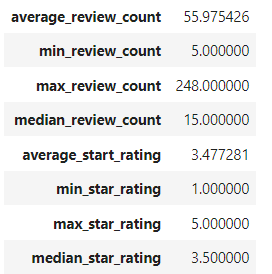 average_review_count 55.975426
min_review_count 5.000000
max_review_count 248.000000
median_review_count 15.000000
average_start_rating 3.477281
min_star_rating 1.000000
max_star_rating 5.000000
median_star_rating 3.500000